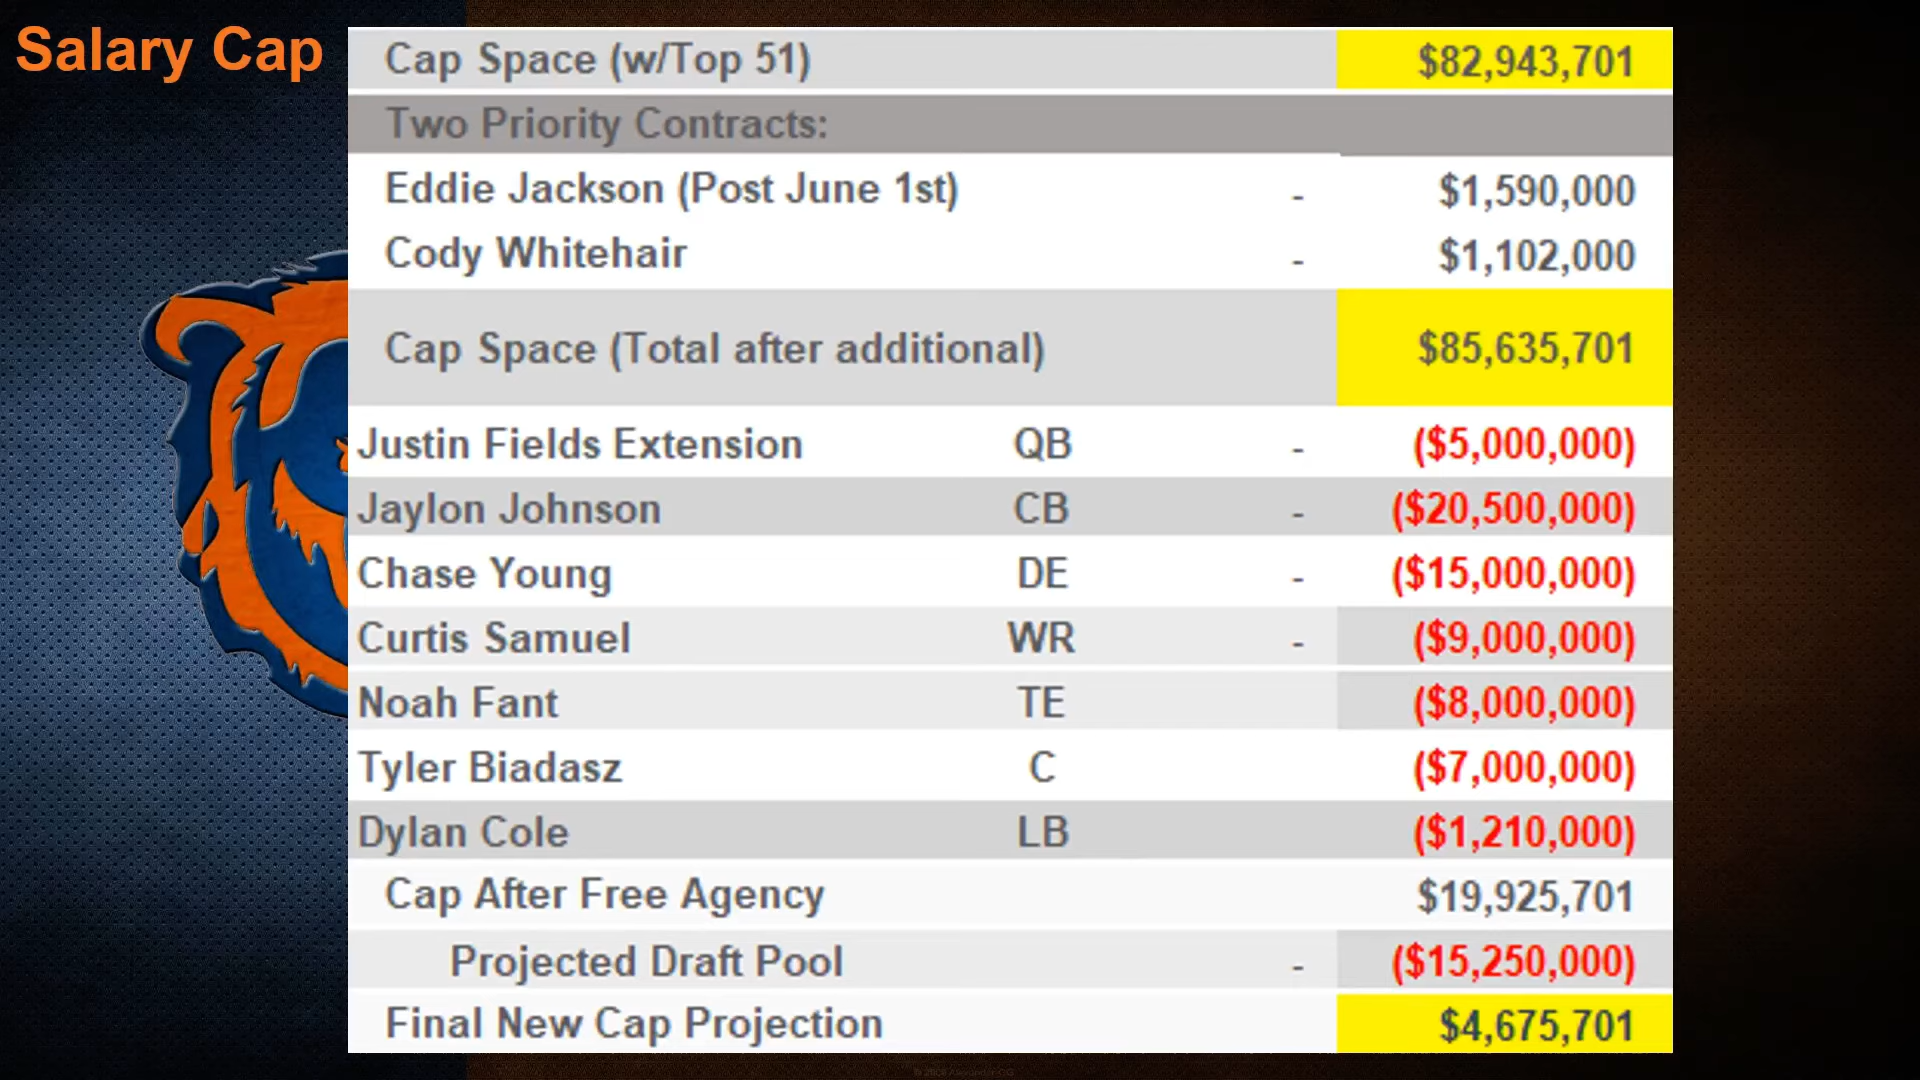 Salary Cap
Cap Space (w/Top 51) $82,943,701
Two Priority Contracts:
Eddie Jackson (Post June 1st) - $1,590,000
Cody Whitehair - $1,102,000
Cap Space (Total after additional) $85,635,701
Justin Fields Extension QB - ($5,000,000)
Jaylon Johnson CB - ($20,500,000)
Chase Young DE - ($15,000,000)
Curtis Samuel WR - ($9,000,000)
Noah Fant TE ($8,000,000)
Tyler Biadasz C ($7,000,000)
Dylan Cole LB ($1,210,000)
Cap After Free Agency $19,925,701
Projected Draft Pool - ($15,250,000)
Final New Cap Projection $4,675,701